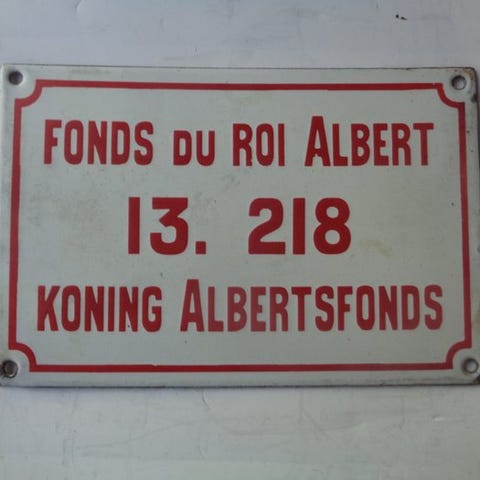 FONDS DU ROI ALBERT
13. 218
KONING ALBERTSFONDS